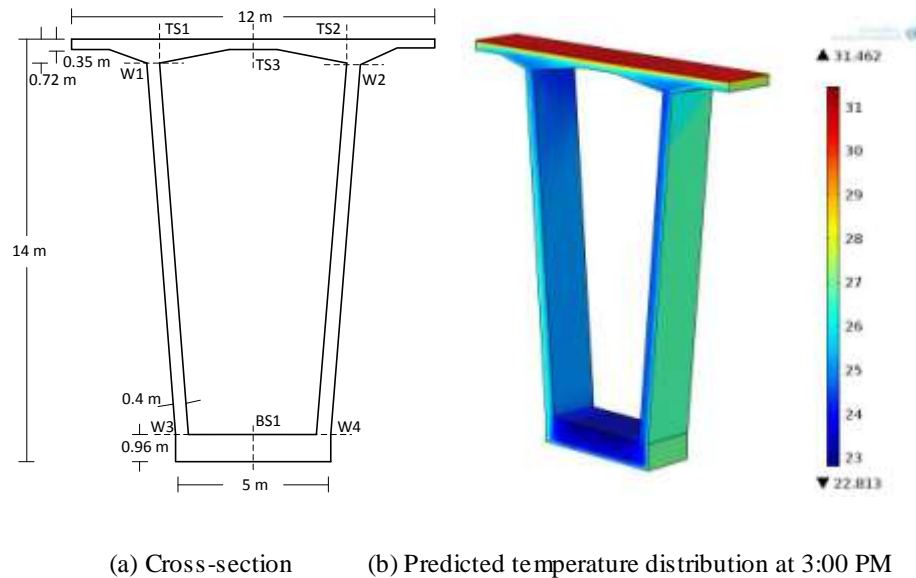 12 m
TS1
TS2
0.35 m
TS3
0.72 m
W1
W2
14 m
0.4 m
BS1
W3
W4
0.96 m
5 m
▲ 31.462
31
30
29
28
27
26
25
24
23
▼ 22.813
(a) Cross-section
(b) Predicted temperature distribution at 3:00 PM